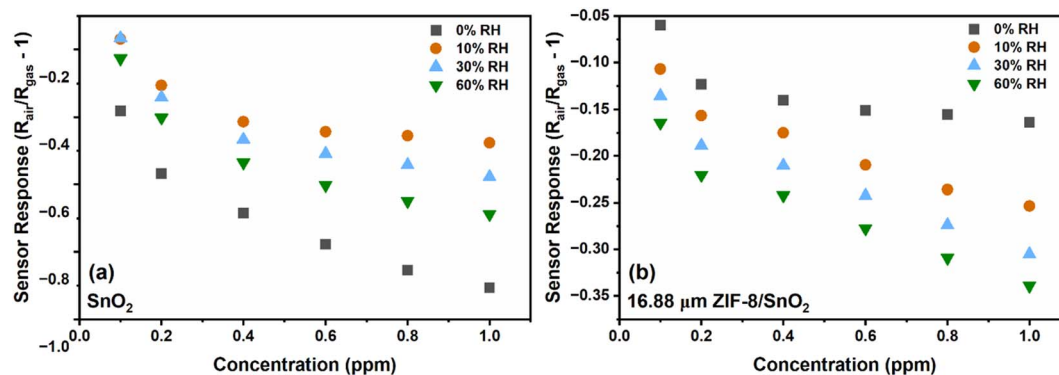 Sensor Response (R_air/R_gas - 1)
−0.2
−0.4
−0.6
−0.8
−1.0
0% RH
10% RH
30% RH
60% RH
(a)
SnO₂
0.0 0.2 0.4 0.6 0.8 1.0
Concentration (ppm)
Sensor Response (R_air/R_gas - 1)
−0.05
−0.10
−0.15
−0.20
−0.25
−0.30
−0.35
0% RH
10% RH
30% RH
60% RH
(b)
16.88 μm ZIF-8/SnO₂
0.0 0.2 0.4 0.6 0.8 1.0
Concentration (ppm)